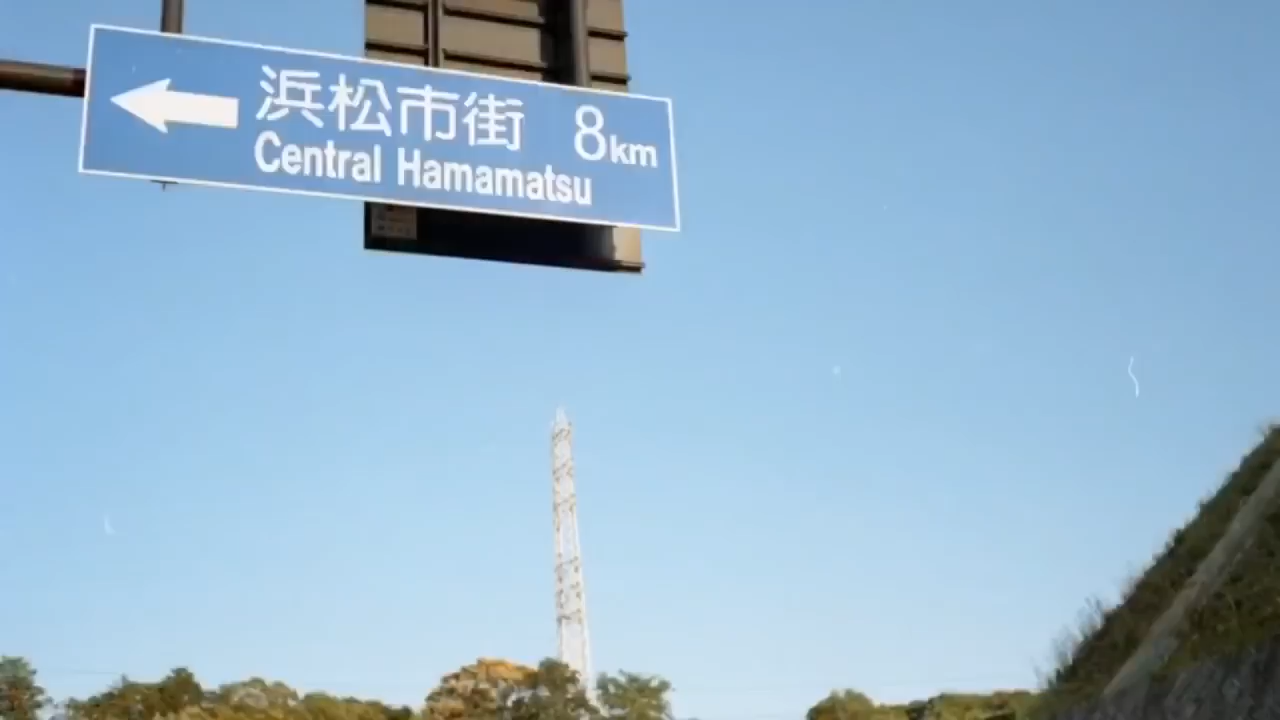 浜松市街 8km
Central Hamamatsu